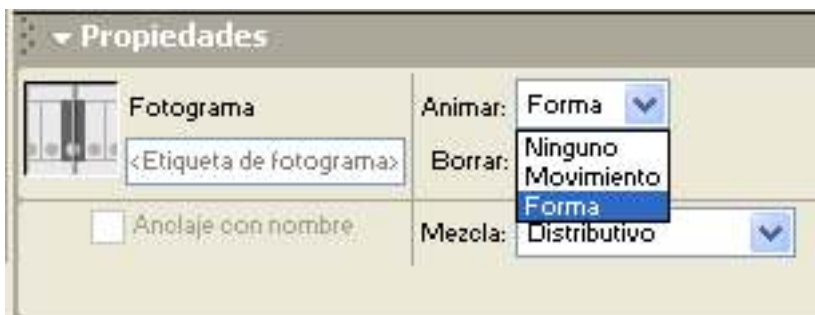 Propiedades
Fotograma
Animar: Forma
<Etiqueta de fotograma>
Borrar:
Ninguno
Movimiento
Forma
Anclaje con nombre
Mezcla: Distributivo